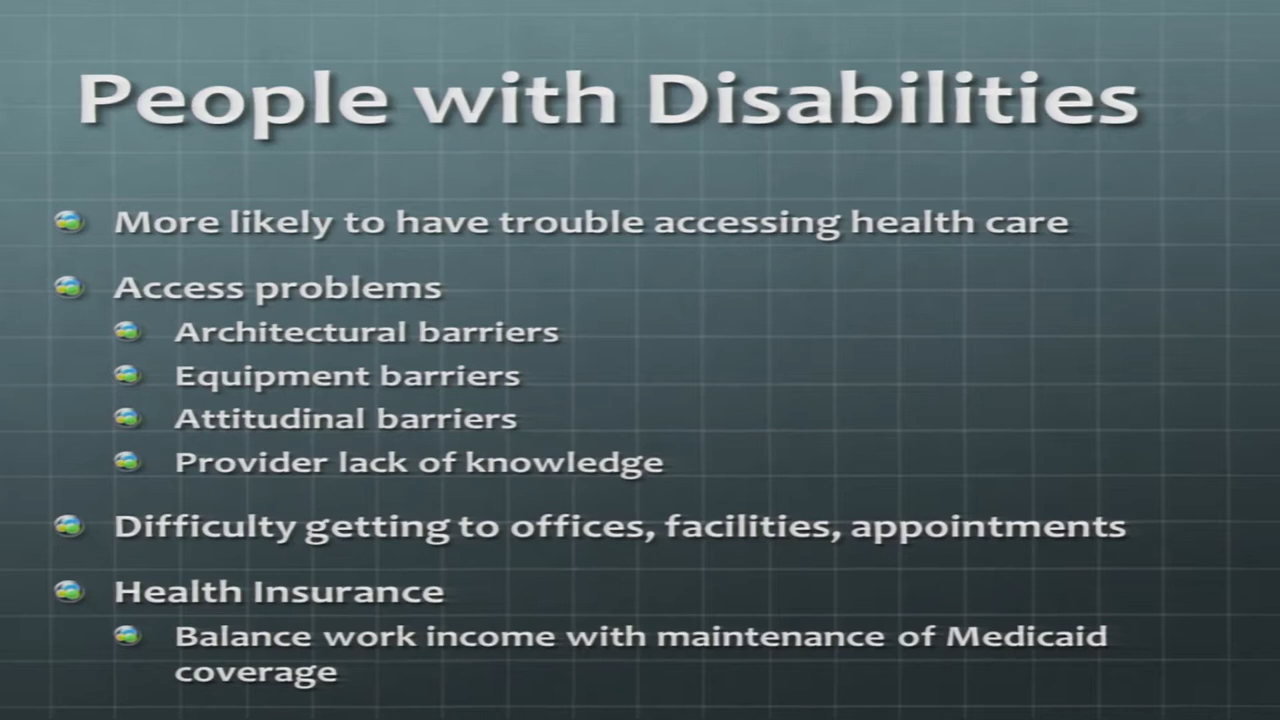 People with Disabilities
More likely to have trouble accessing health care
Access problems
Architectural barriers
Equipment barriers
Attitudinal barriers
Provider lack of knowledge
Difficulty getting to offices, facilities, appointments
Health Insurance
Balance work income with maintenance of Medicaid
coverage